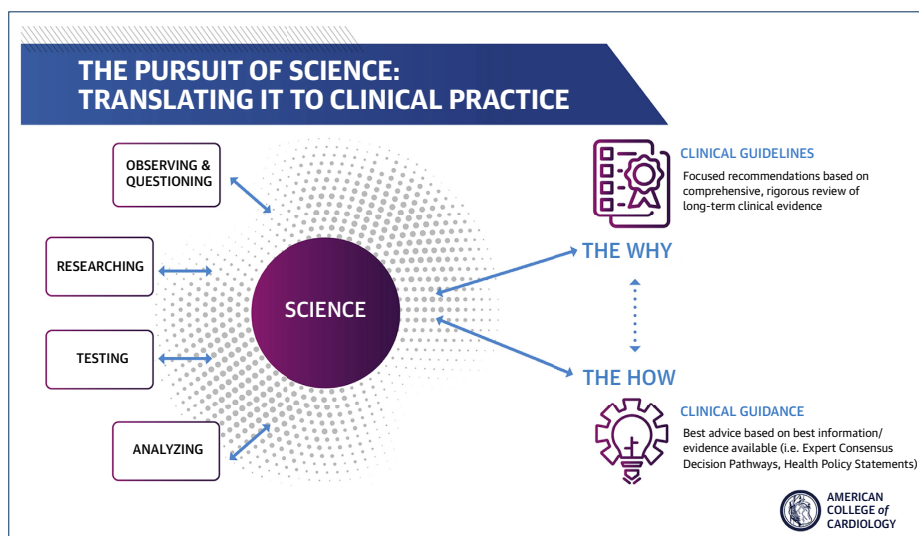 THE PURSUIT OF SCIENCE:
TRANSLATING IT TO CLINICAL PRACTICE
OBSERVING &
QUESTIONING
RESEARCHING
TESTING
ANALYZING
SCIENCE
CLINICAL GUIDELINES
Focused recommendations based on
comprehensive, rigorous review of
long-term clinical evidence
THE WHY
THE HOW
CLINICAL GUIDANCE
Best advice based on best information/
evidence available (i.e. Expert Consensus
Decision Pathways, Health Policy Statements)
AMERICAN
COLLEGE of
CARDIOLOGY